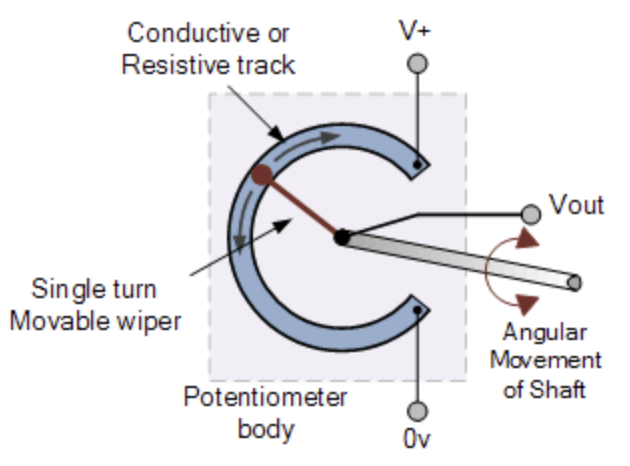 Conductive or
Resistive track
V+
Vout
Single turn
Movable wiper
Angular
Movement
of Shaft
Potentiometer
body
0v